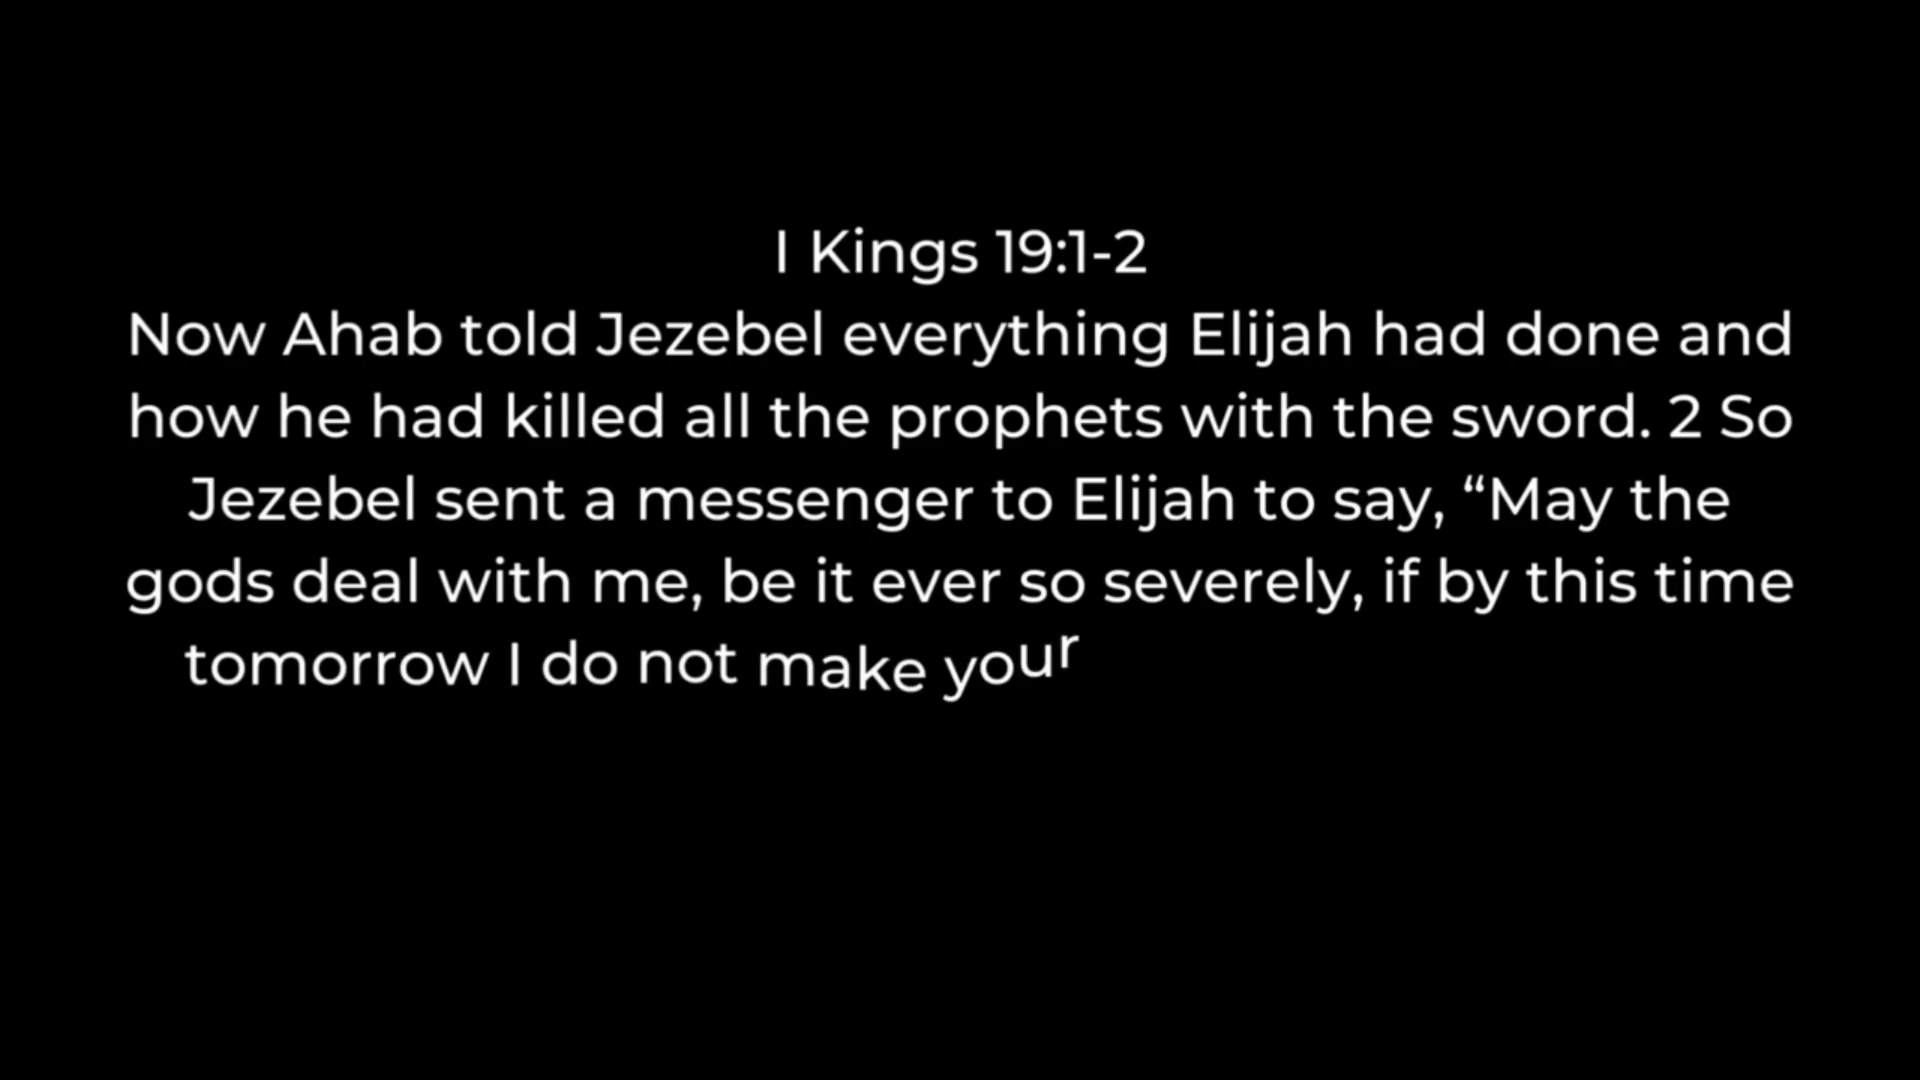 I Kings 19:1-2
Now Ahab told Jezebel everything Elijah had done and
how he had killed all the prophets with the sword. 2 So
Jezebel sent a messenger to Elijah to say, “May the
gods deal with me, be it ever so severely, if by this time
tomorrow I do not make your